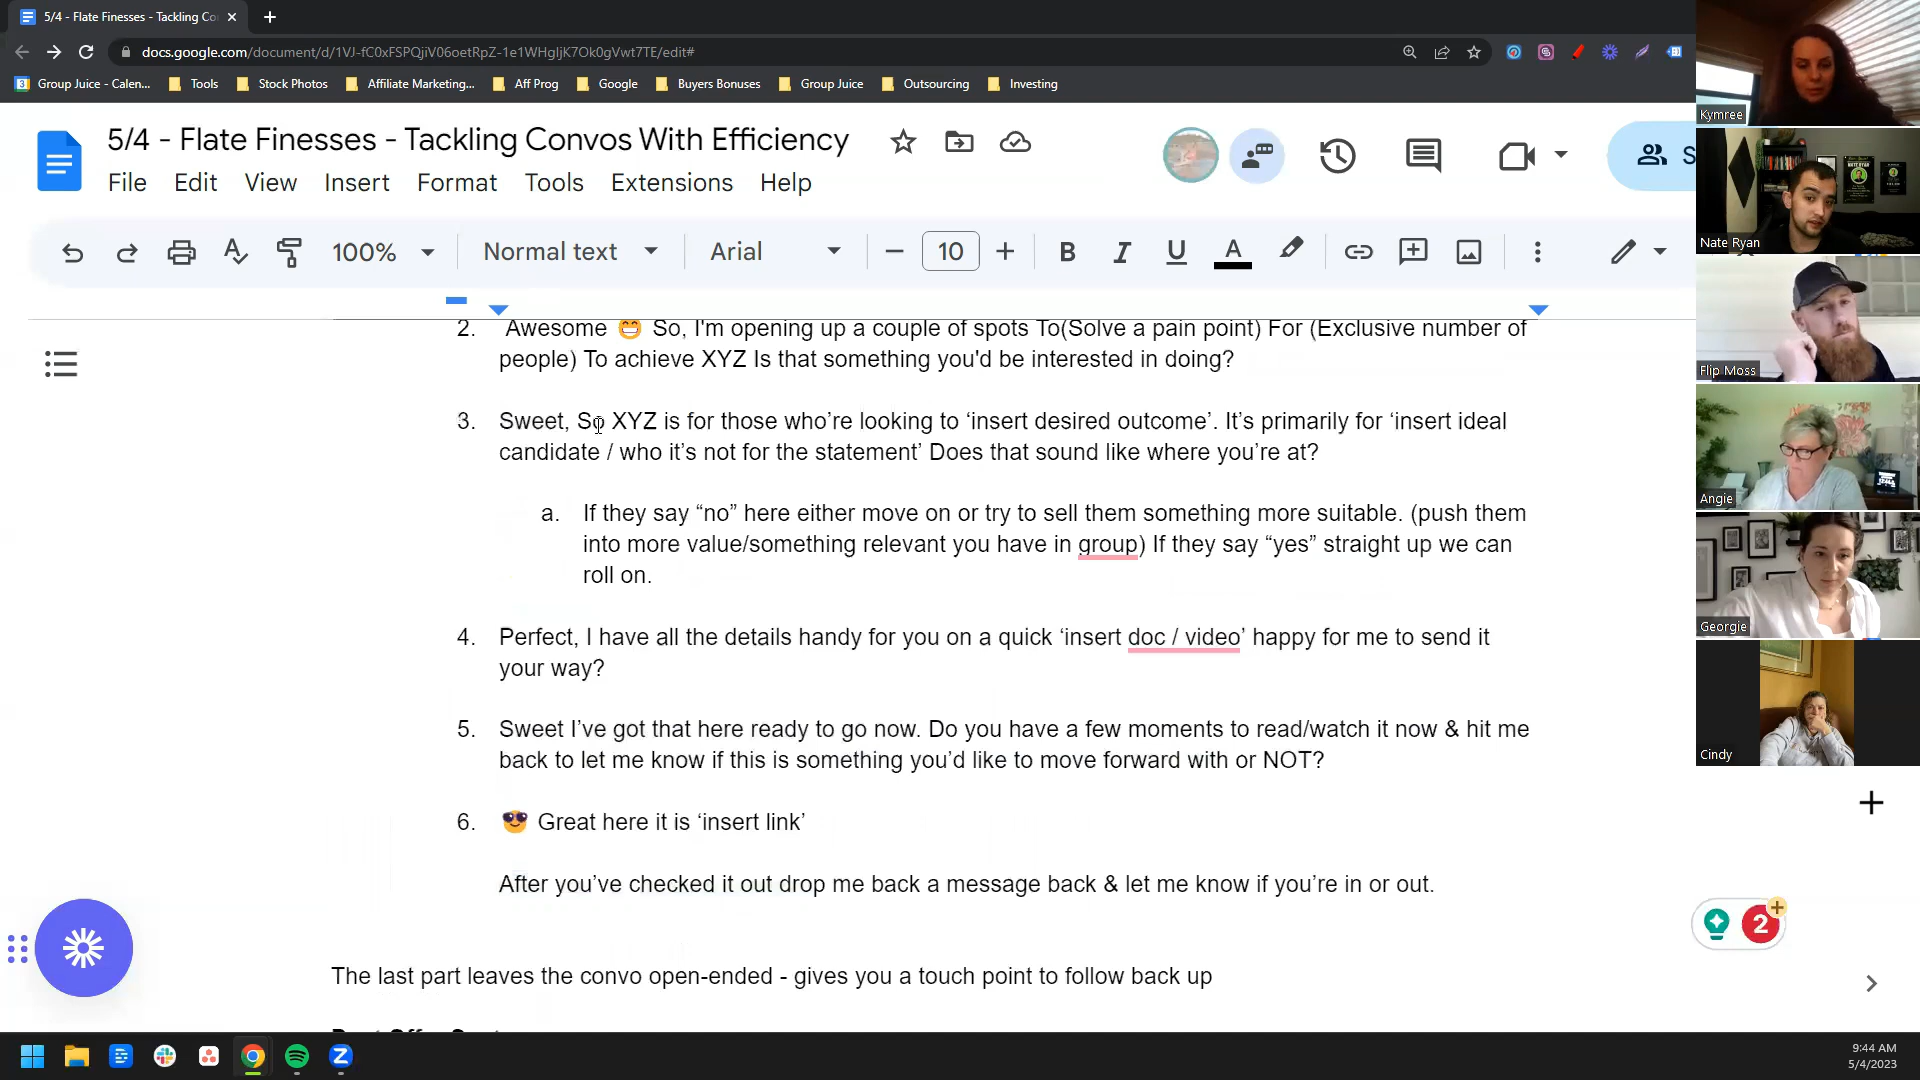 5/4 - Flate Finesses - Tackling Co
docs.google.com/document/d/1VJ-fC0xFSPQjiV06oetRpZ-1e1WHgIjK7Ok0gVwt7TE/edit#
Group Juice - Calen...
Tools
Stock Photos
Affiliate Marketing...
Aff Prog
Google
Buyers Bonuses
Group Juice
Outsourcing
Investing
5/4 - Flate Finesses - Tackling Convos With Efficiency
File Edit View Insert Format Tools Extensions Help
S
100% Normal text Arial 10 B I U A
2. Awesome 😁 So, I'm opening up a couple of spots To(Solve a pain point) For (Exclusive number of
people) To achieve XYZ Is that something you'd be interested in doing?
3. Sweet, So XYZ is for those who’re looking to ‘insert desired outcome’. It’s primarily for ‘insert ideal
candidate / who it’s not for the statement’ Does that sound like where you’re at?
a. If they say “no” here either move on or try to sell them something more suitable. (push them
into more value/something relevant you have in group) If they say “yes” straight up we can
roll on.
4. Perfect, I have all the details handy for you on a quick ‘insert doc / video’ happy for me to send it
your way?
5. Sweet I’ve got that here ready to go now. Do you have a few moments to read/watch it now & hit me
back to let me know if this is something you’d like to move forward with or NOT?
6. 😎 Great here it is ‘insert link’
After you’ve checked it out drop me back a message back & let me know if you’re in or out.
The last part leaves the convo open-ended - gives you a touch point to follow back up
Kymree
Nate Ryan
Flip Moss
Angie
Georgie
Cindy
2
9:44 AM
5/4/2023